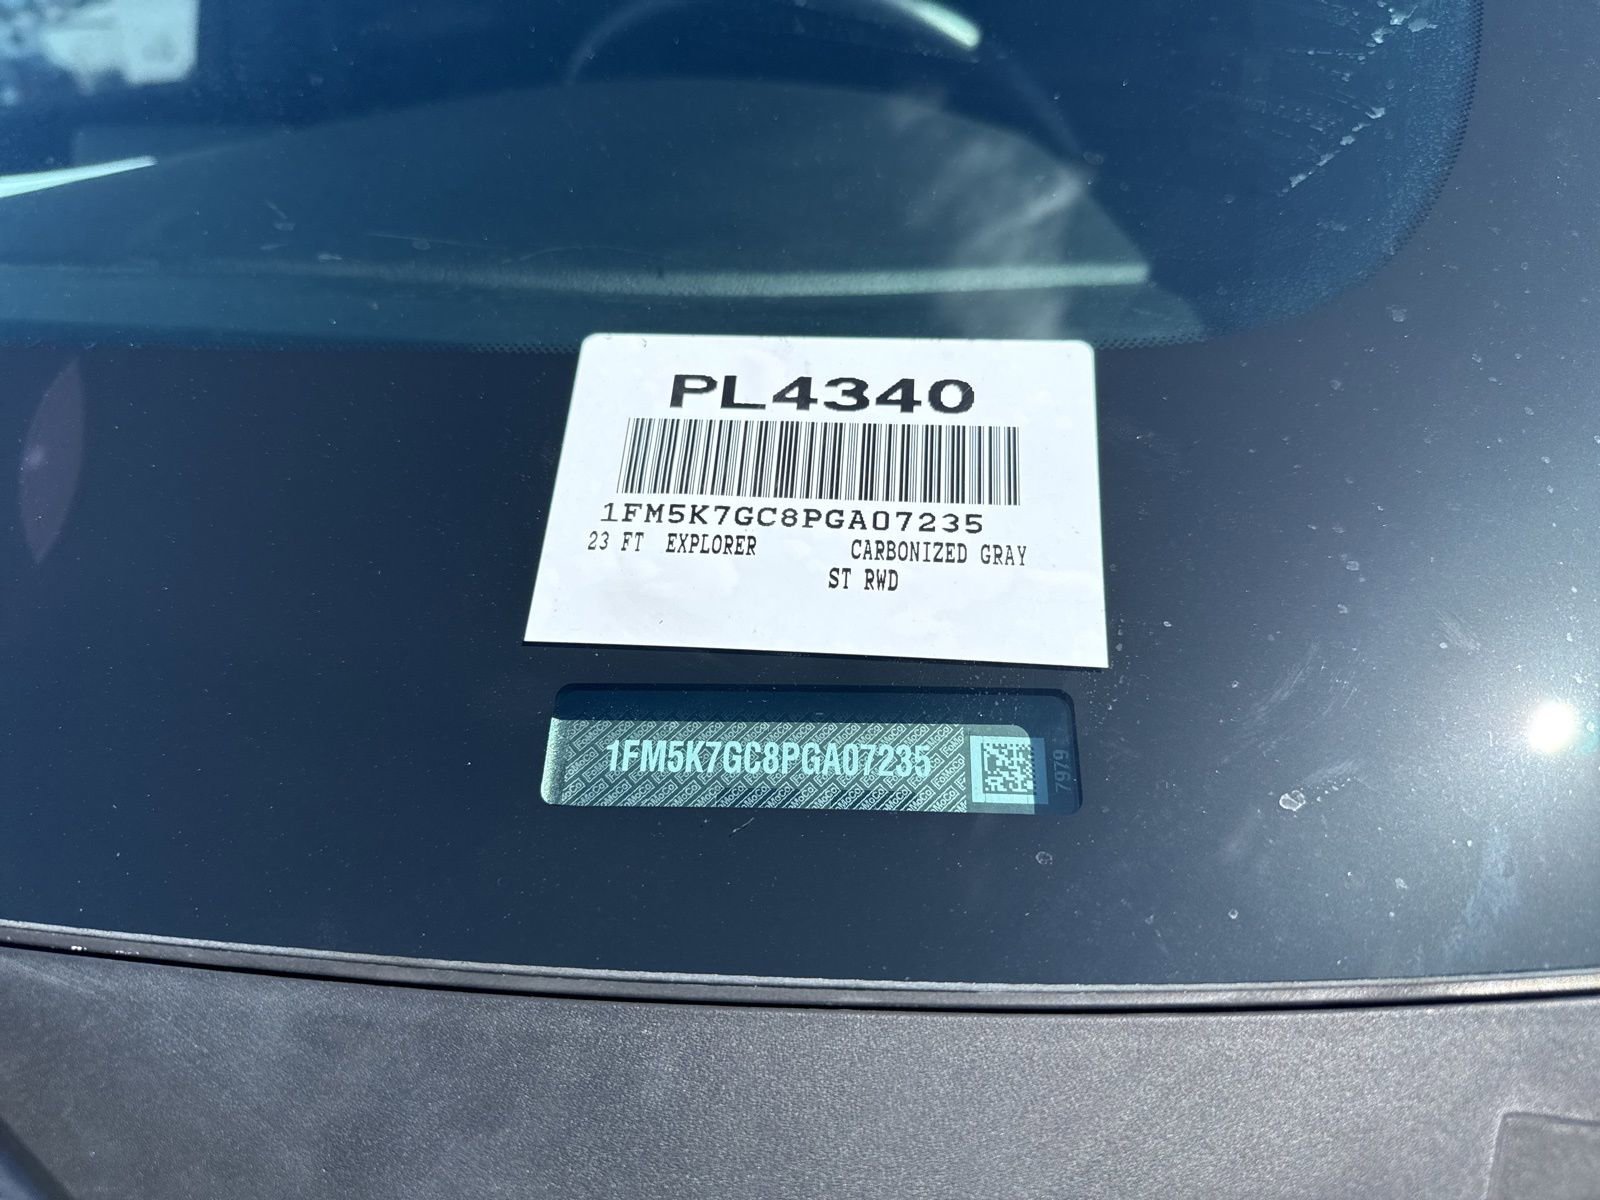 PL4340
1FM5K7GC8PGA07235
23 FT EXPLORER CARBONIZED GRAY
ST RWD
1FM5K7GC8PGA07235
7979